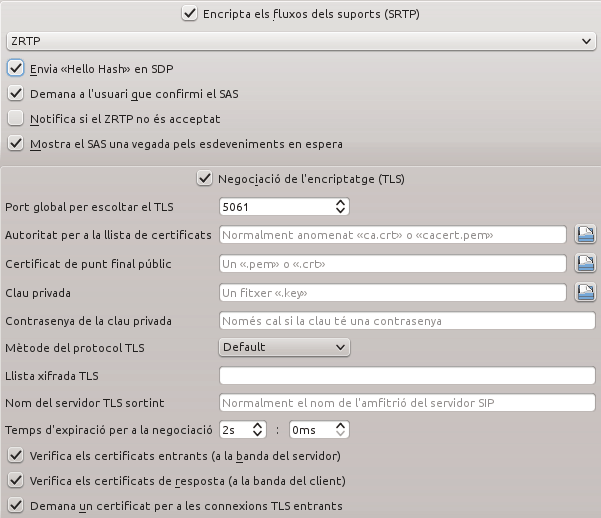 Encripta els fluxos dels suports (SRTP)
ZRTP
Envia «Hello Hash» en SDP
Demana a l'usuari que confirmi el SAS
Notifica si el ZRTP no és acceptat
Mostra el SAS una vegada pels esdeveniments en espera
Negociació de l'encriptatge (TLS)
Port global per escoltar el TLS 5061
Autoritat per a la llista de certificats Normalment anomenat «ca.crt» o «cacert.pem»
Certificat de punt final públic Un «.pem» o «.crt»
Clau privada Un fitxer «.key»
Contrasenya de la clau privada Només cal si la clau té una contrasenya
Mètode del protocol TLS Default
Llista xifrada TLS
Nom del servidor TLS sortint Normalment el nom de l'amfitrió del servidor SIP
Temps d'expiració per a la negociació 2s : 0ms
Verifica els certificats entrants (a la banda del servidor)
Verifica els certificats de resposta (a la banda del client)
Demana un certificat per a les connexions TLS entrants